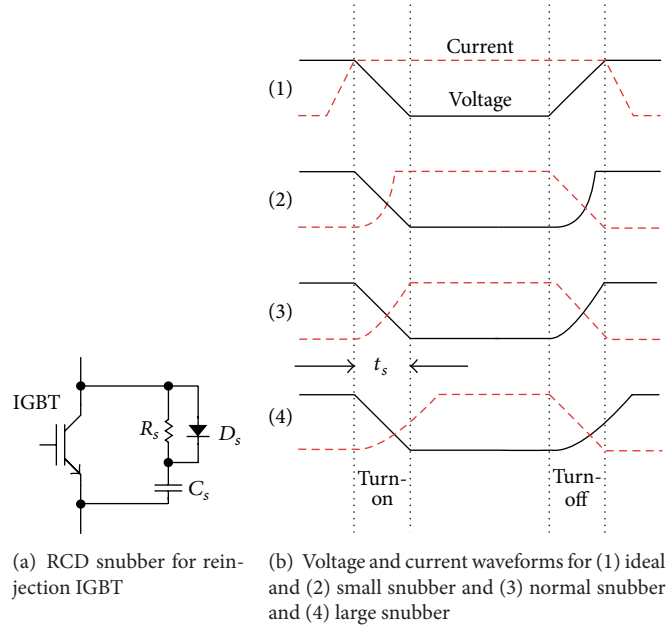 Current
(1)
Voltage
(2)
(3)
t_s
(4)
Turn-
on
Turn-
off
IGBT
R_s
D_s
C_s
(a) RCD snubber for rein-
jection IGBT
(b) Voltage and current waveforms for (1) ideal
and (2) small snubber and (3) normal snubber
and (4) large snubber